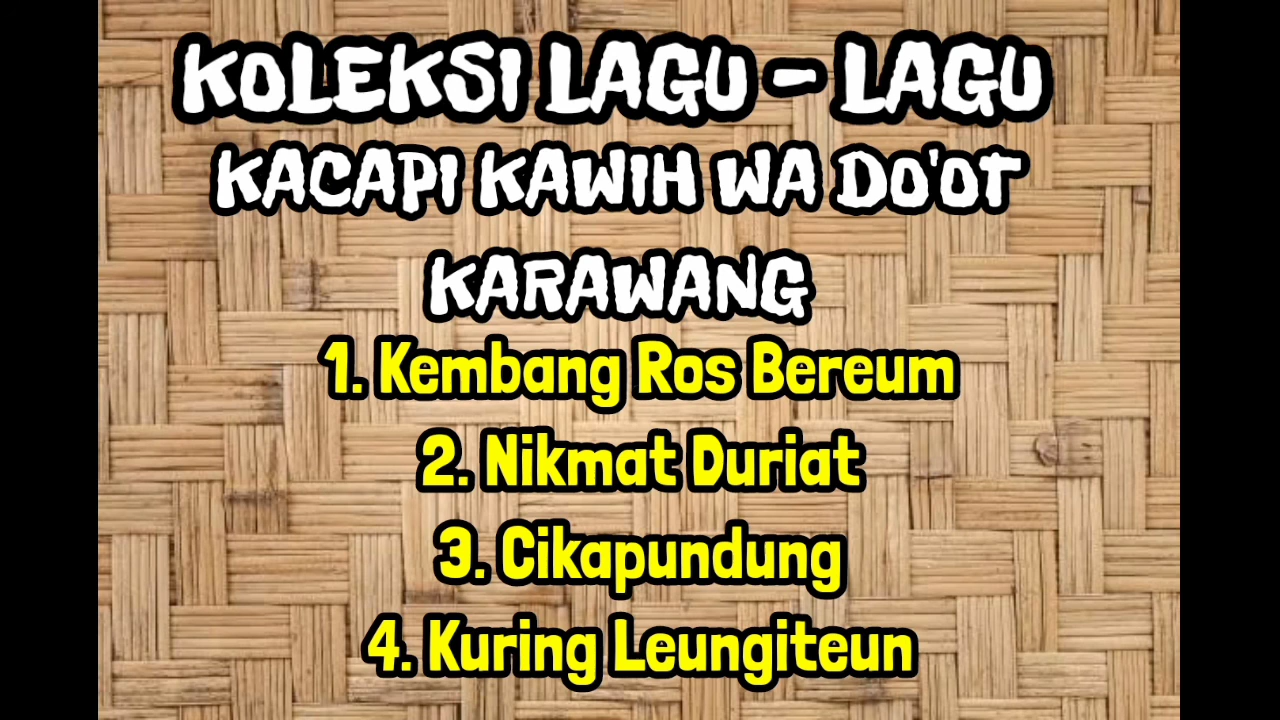 KOLEKSI LAGU - LAGU
KACAPI KAWIH WA DO'OT
KARAWANG
1. Kembang Ros Bereum
2. Nikmat Duriat
3. Cikapundung
4. Kuring Leungiteun